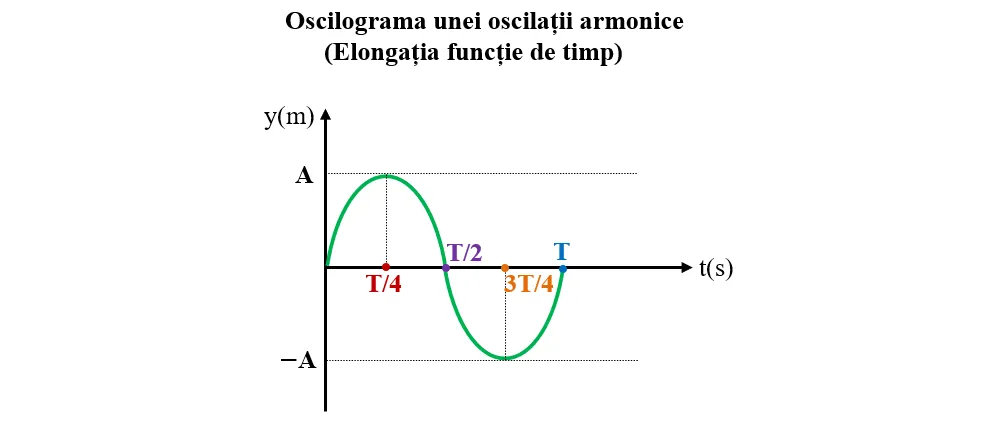 Oscilograma unei oscilații armonice
(Elongația funcție de timp)
y(m)
A
T/2
T
t(s)
T/4
3T/4
−A